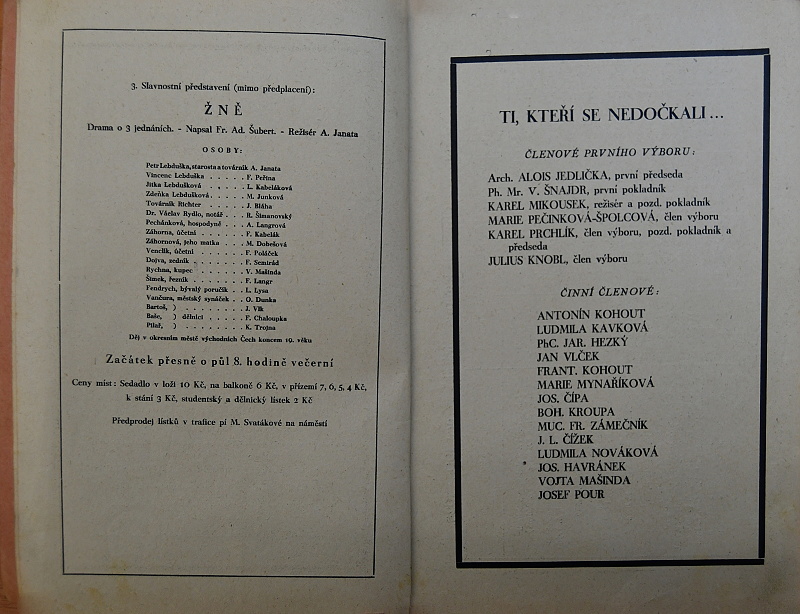 3. Slavnostní představení (mimo předplacení):
ŽNĚ
Drama o 3 jednáních. - Napsal Fr. Ad. Šubert. - Režisér A. Janata
OSOBY:
Petr Lebduška, starosta a továrník A. Janata
Vincenc Lebduška . . . . . F. Peřina
Jitka Lebdušková . . . . . L. Kabeláková
Zdeňka Lebdušková . . . . . M. Junková
Továrník Richter . . . . . J. Bláha
Dr. Václav Rydlo, notář . . . R. Šimanovský
Pechánková, hospodyně . . . A. Langrová
Záhorna, účetní . . . . . . F. Kabelák
Záhornová, jeho matka . . . M. Dobešová
Venclík, účetní . . . . . . F. Poláček
Dojva, zedník . . . . . . . F. Semirád
Rychna, kupec . . . . . . V. Mašinda
Šimek, řezník . . . . . . . F. Langr
Fendrych, bývalý poručík . . L. Lysa
Vančura, městský synáček . . O. Dunka
Bartoš, ) . . . . . J. Vlk
Baše, ) dělníci . . . . . F. Chaloupka
Pilař, ) . . . . . K. Trojna
Děj v okresním městě východních Čech koncem 19. věku
Začátek přesně o půl 8. hodině večerní
Ceny míst: Sedadlo v loži 10 Kč, na balkoně 6 Kč, v přízemí 7, 6, 5, 4 Kč,
k stání 3 Kč, studentský a dělnický lístek 2 Kč
Předprodej lístků v trafice pí M. Svatákové na náměstí
TI, KTEŘÍ SE NEDOČKALI...
ČLENOVÉ PRVNÍHO VÝBORU:
Arch. ALOIS JEDLIČKA, první předseda
Ph. Mr. V. ŠNAJDR, první pokladník
KAREL MIKOUSEK, režisér a pozd. pokladník
MARIE PEČINKOVÁ-ŠPOLCOVÁ, člen výboru
KAREL PRCHLÍK, člen výboru, pozd. pokladník a
předseda
JULIUS KNOBL, člen výboru
ČINNÍ ČLENOVÉ:
ANTONÍN KOHOUT
LUDMILA KAVKOVÁ
PhC. JAR. HEZKÝ
JAN VLČEK
FRANT. KOHOUT
MARIE MYNAŘÍKOVÁ
JOS. ČÍPA
BOH. KROUPA
MUC. FR. ZÁMEČNÍK
J. L. ČÍŽEK
LUDMILA NOVÁKOVÁ
JOS. HAVRÁNEK
VOJTA MAŠINDA
JOSEF POUR